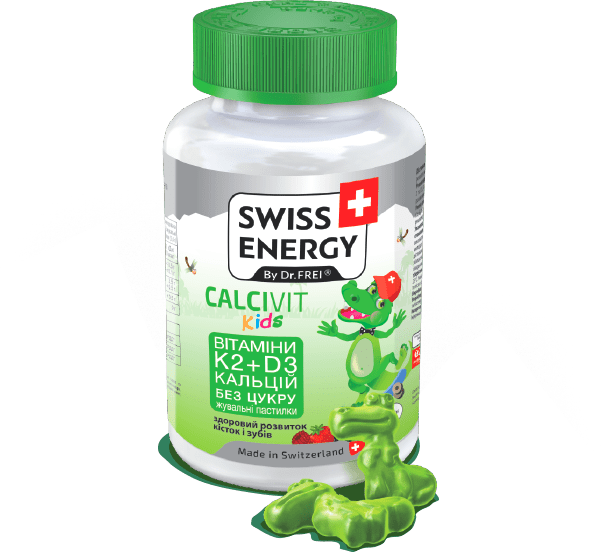 SWISS
ENERGY
By Dr.FREI®
CALCIVIT
Kids
ВІТАМІНИ
K2+D3
КАЛЬЦІЙ
БЕЗ ЦУКРУ
жувальні пастилки
здоровий розвиток
кісток і зубів
Made in Switzerland